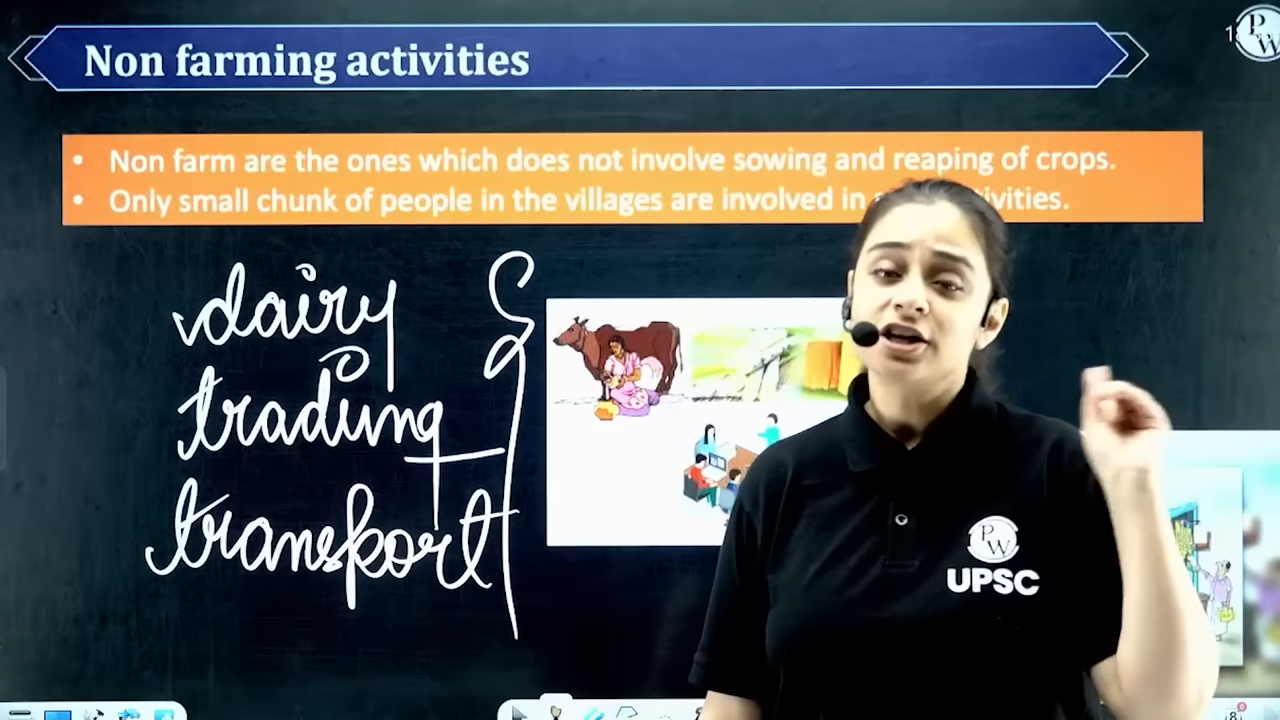 Non farming activities
• Non farm are the ones which does not involve sowing and reaping of crops.
• Only small chunk of people in the villages are involved in
dairy
trading
transport
PW
PW
UPSC